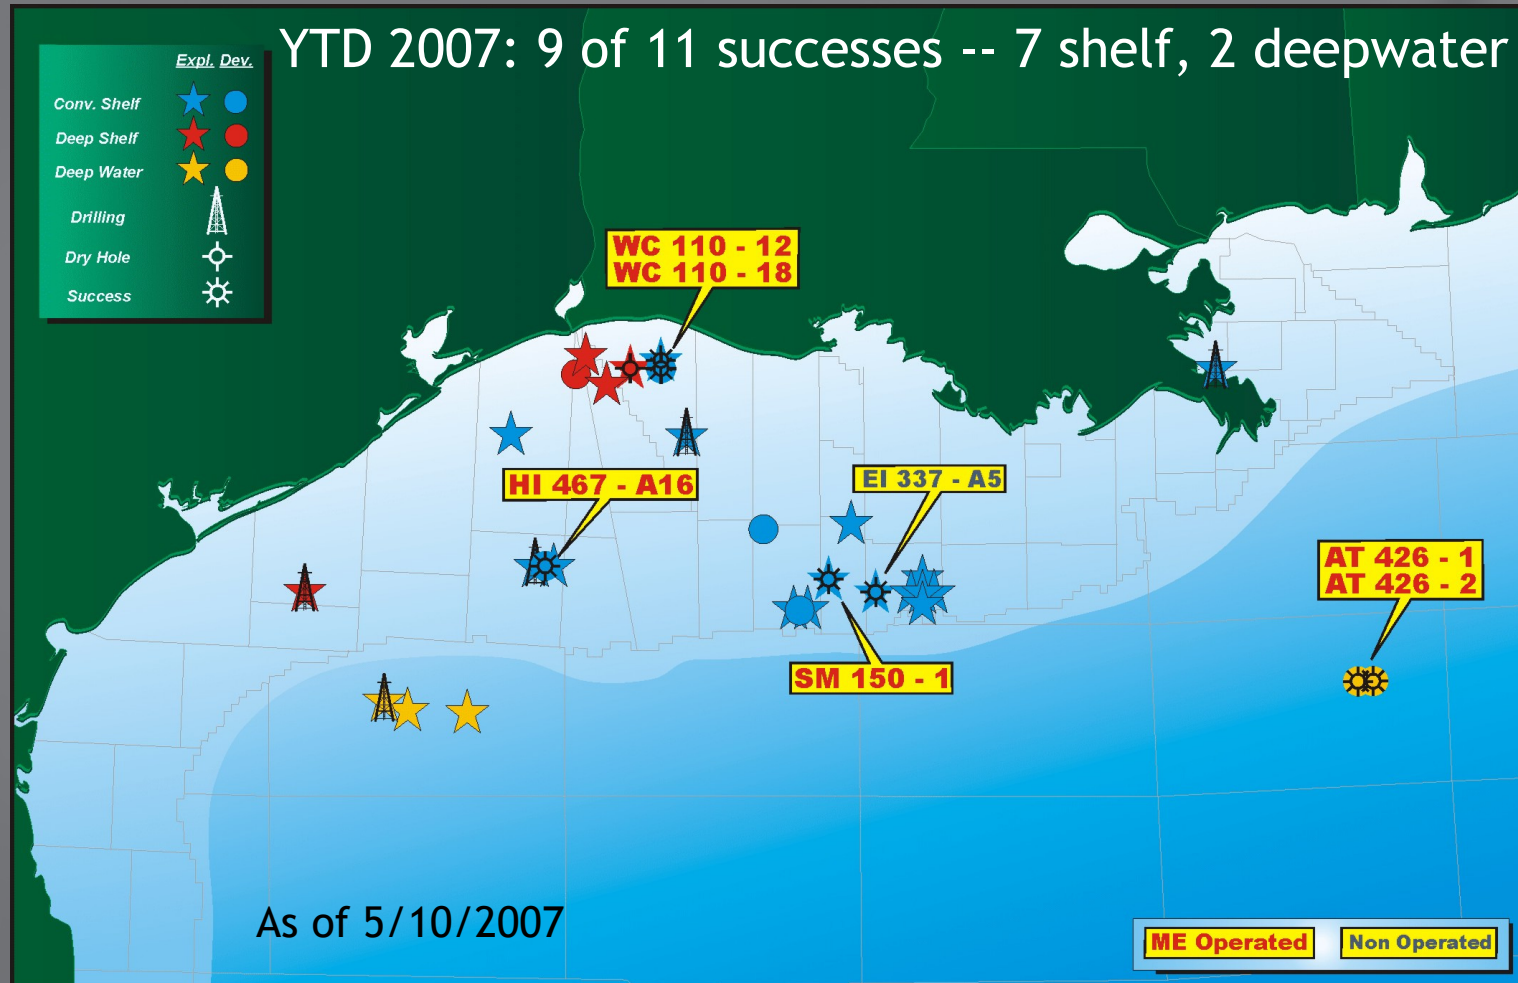 YTD 2007: 9 of 11 successes -- 7 shelf, 2 deepwater
Expl. Dev.
Conv. Shelf
Deep Shelf
Deep Water
Drilling
Dry Hole
Success
WC 110 - 12
WC 110 - 18
HI 467 - A16
EI 337 - A5
AT 426 - 1
AT 426 - 2
SM 150 - 1
As of 5/10/2007
ME Operated
Non Operated